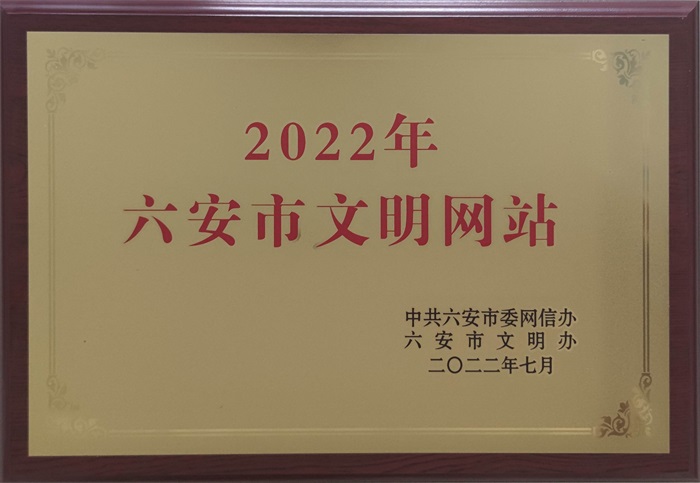 2022年
六安市文明网站
中共六安市委网信办
六安市文明办
二〇二二年七月